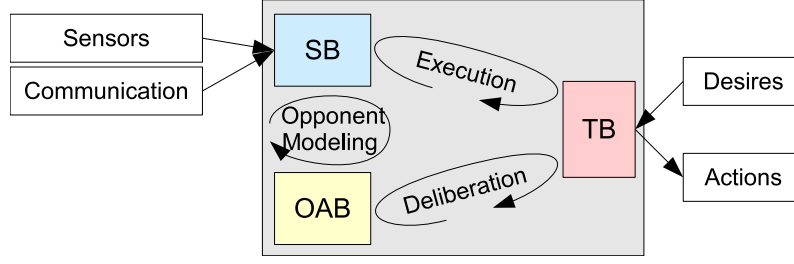 Sensors
Communication
SB
Execution
Opponent
Modeling
OAB
Deliberation
TB
Desires
Actions